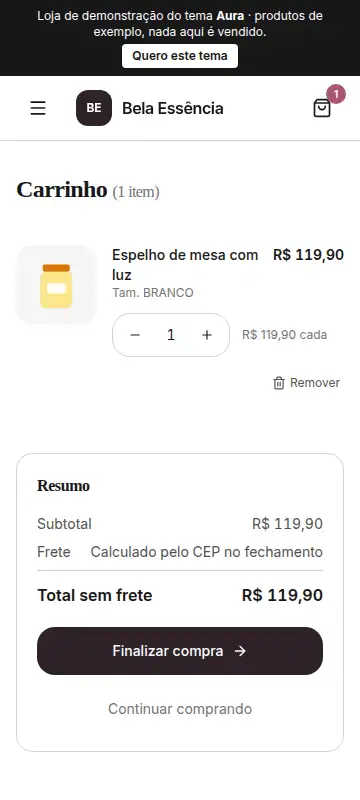 Loja de demonstração do tema Aura · produtos de
exemplo, nada aqui é vendido.
Quero este tema
BE
Bela Essência
1
Carrinho (1 item)
Espelho de mesa com
luz
R$ 119,90
Tam. BRANCO
− 1 +
R$ 119,90 cada
Remover
Resumo
Subtotal R$ 119,90
Frete Calculado pelo CEP no fechamento
Total sem frete R$ 119,90
Finalizar compra →
Continuar comprando